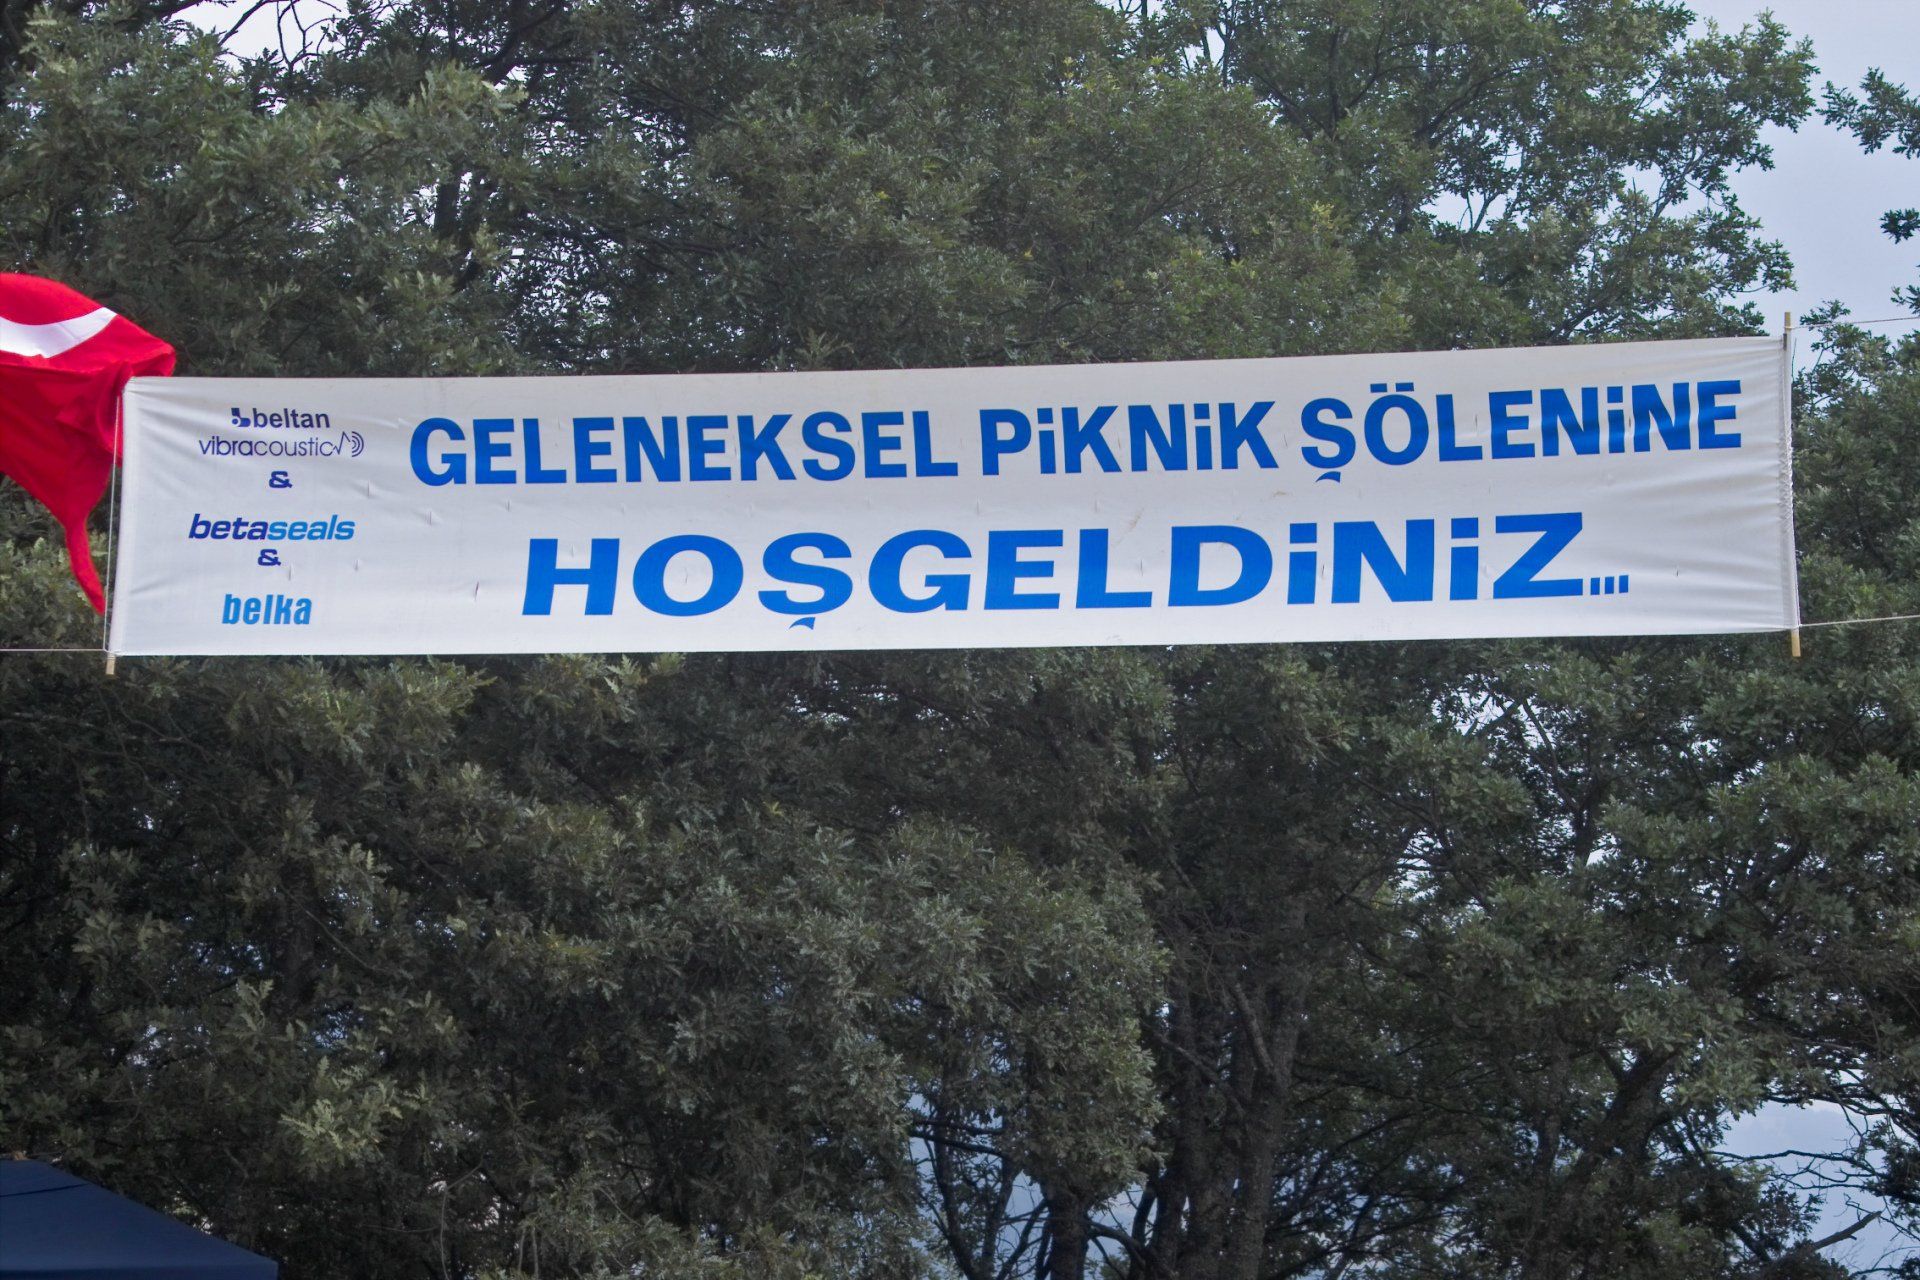 beltan
vibracoustic
&
betaseals
&
belka
GELENEKSEL PiKNiK ŞÖLENiNE
HOŞGELDiNiZ...